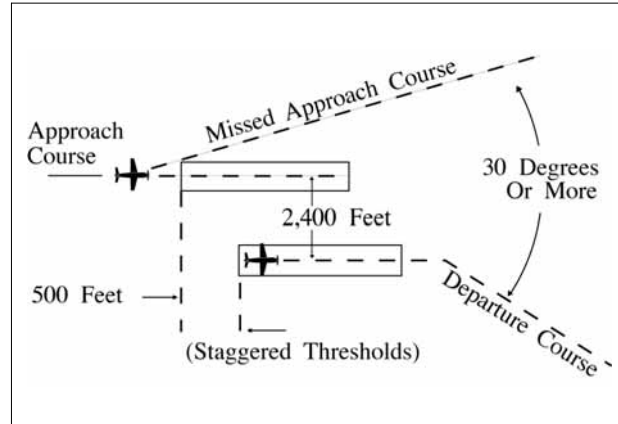 Missed Approach Course
Approach
Course
30 Degrees
Or More
2,400 Feet
500 Feet
Departure Course
(Staggered Thresholds)